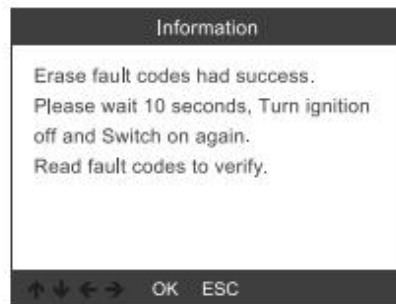 Information
Erase fault codes had success.
Please wait 10 seconds, Turn ignition
off and Switch on again.
Read fault codes to verify.
OK ESC